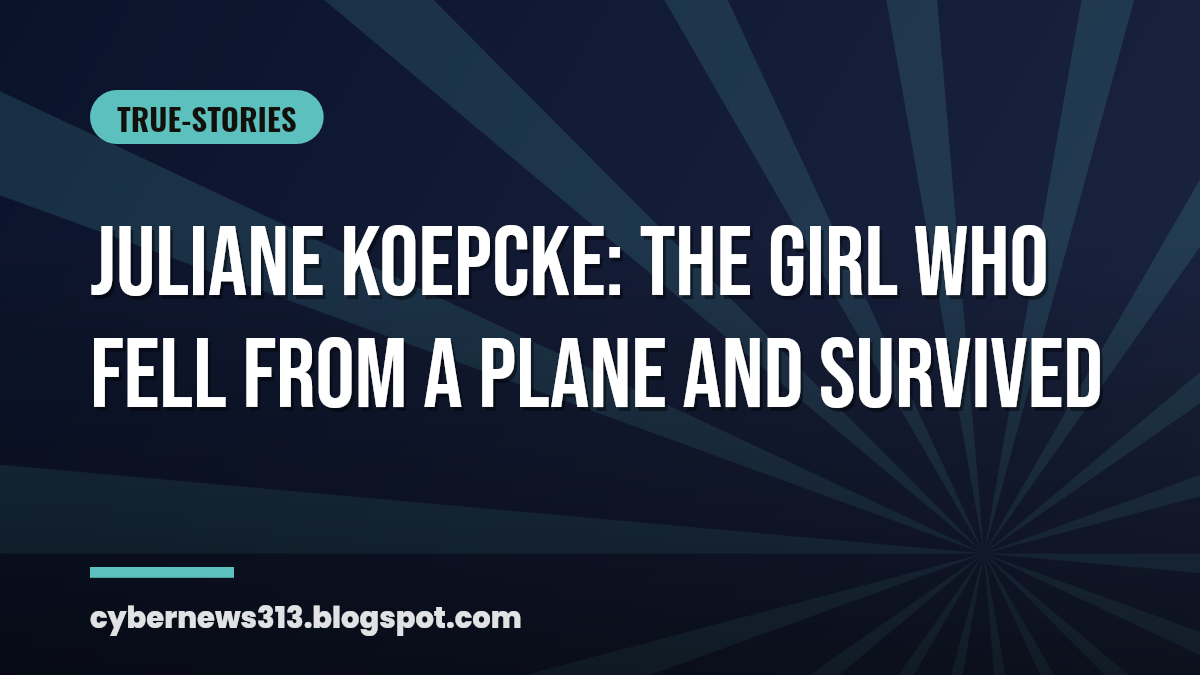 TRUE-STORIES
JULIANE KOEPCKE: THE GIRL WHO
FELL FROM A PLANE AND SURVIVED
cybernews313.blogspot.com